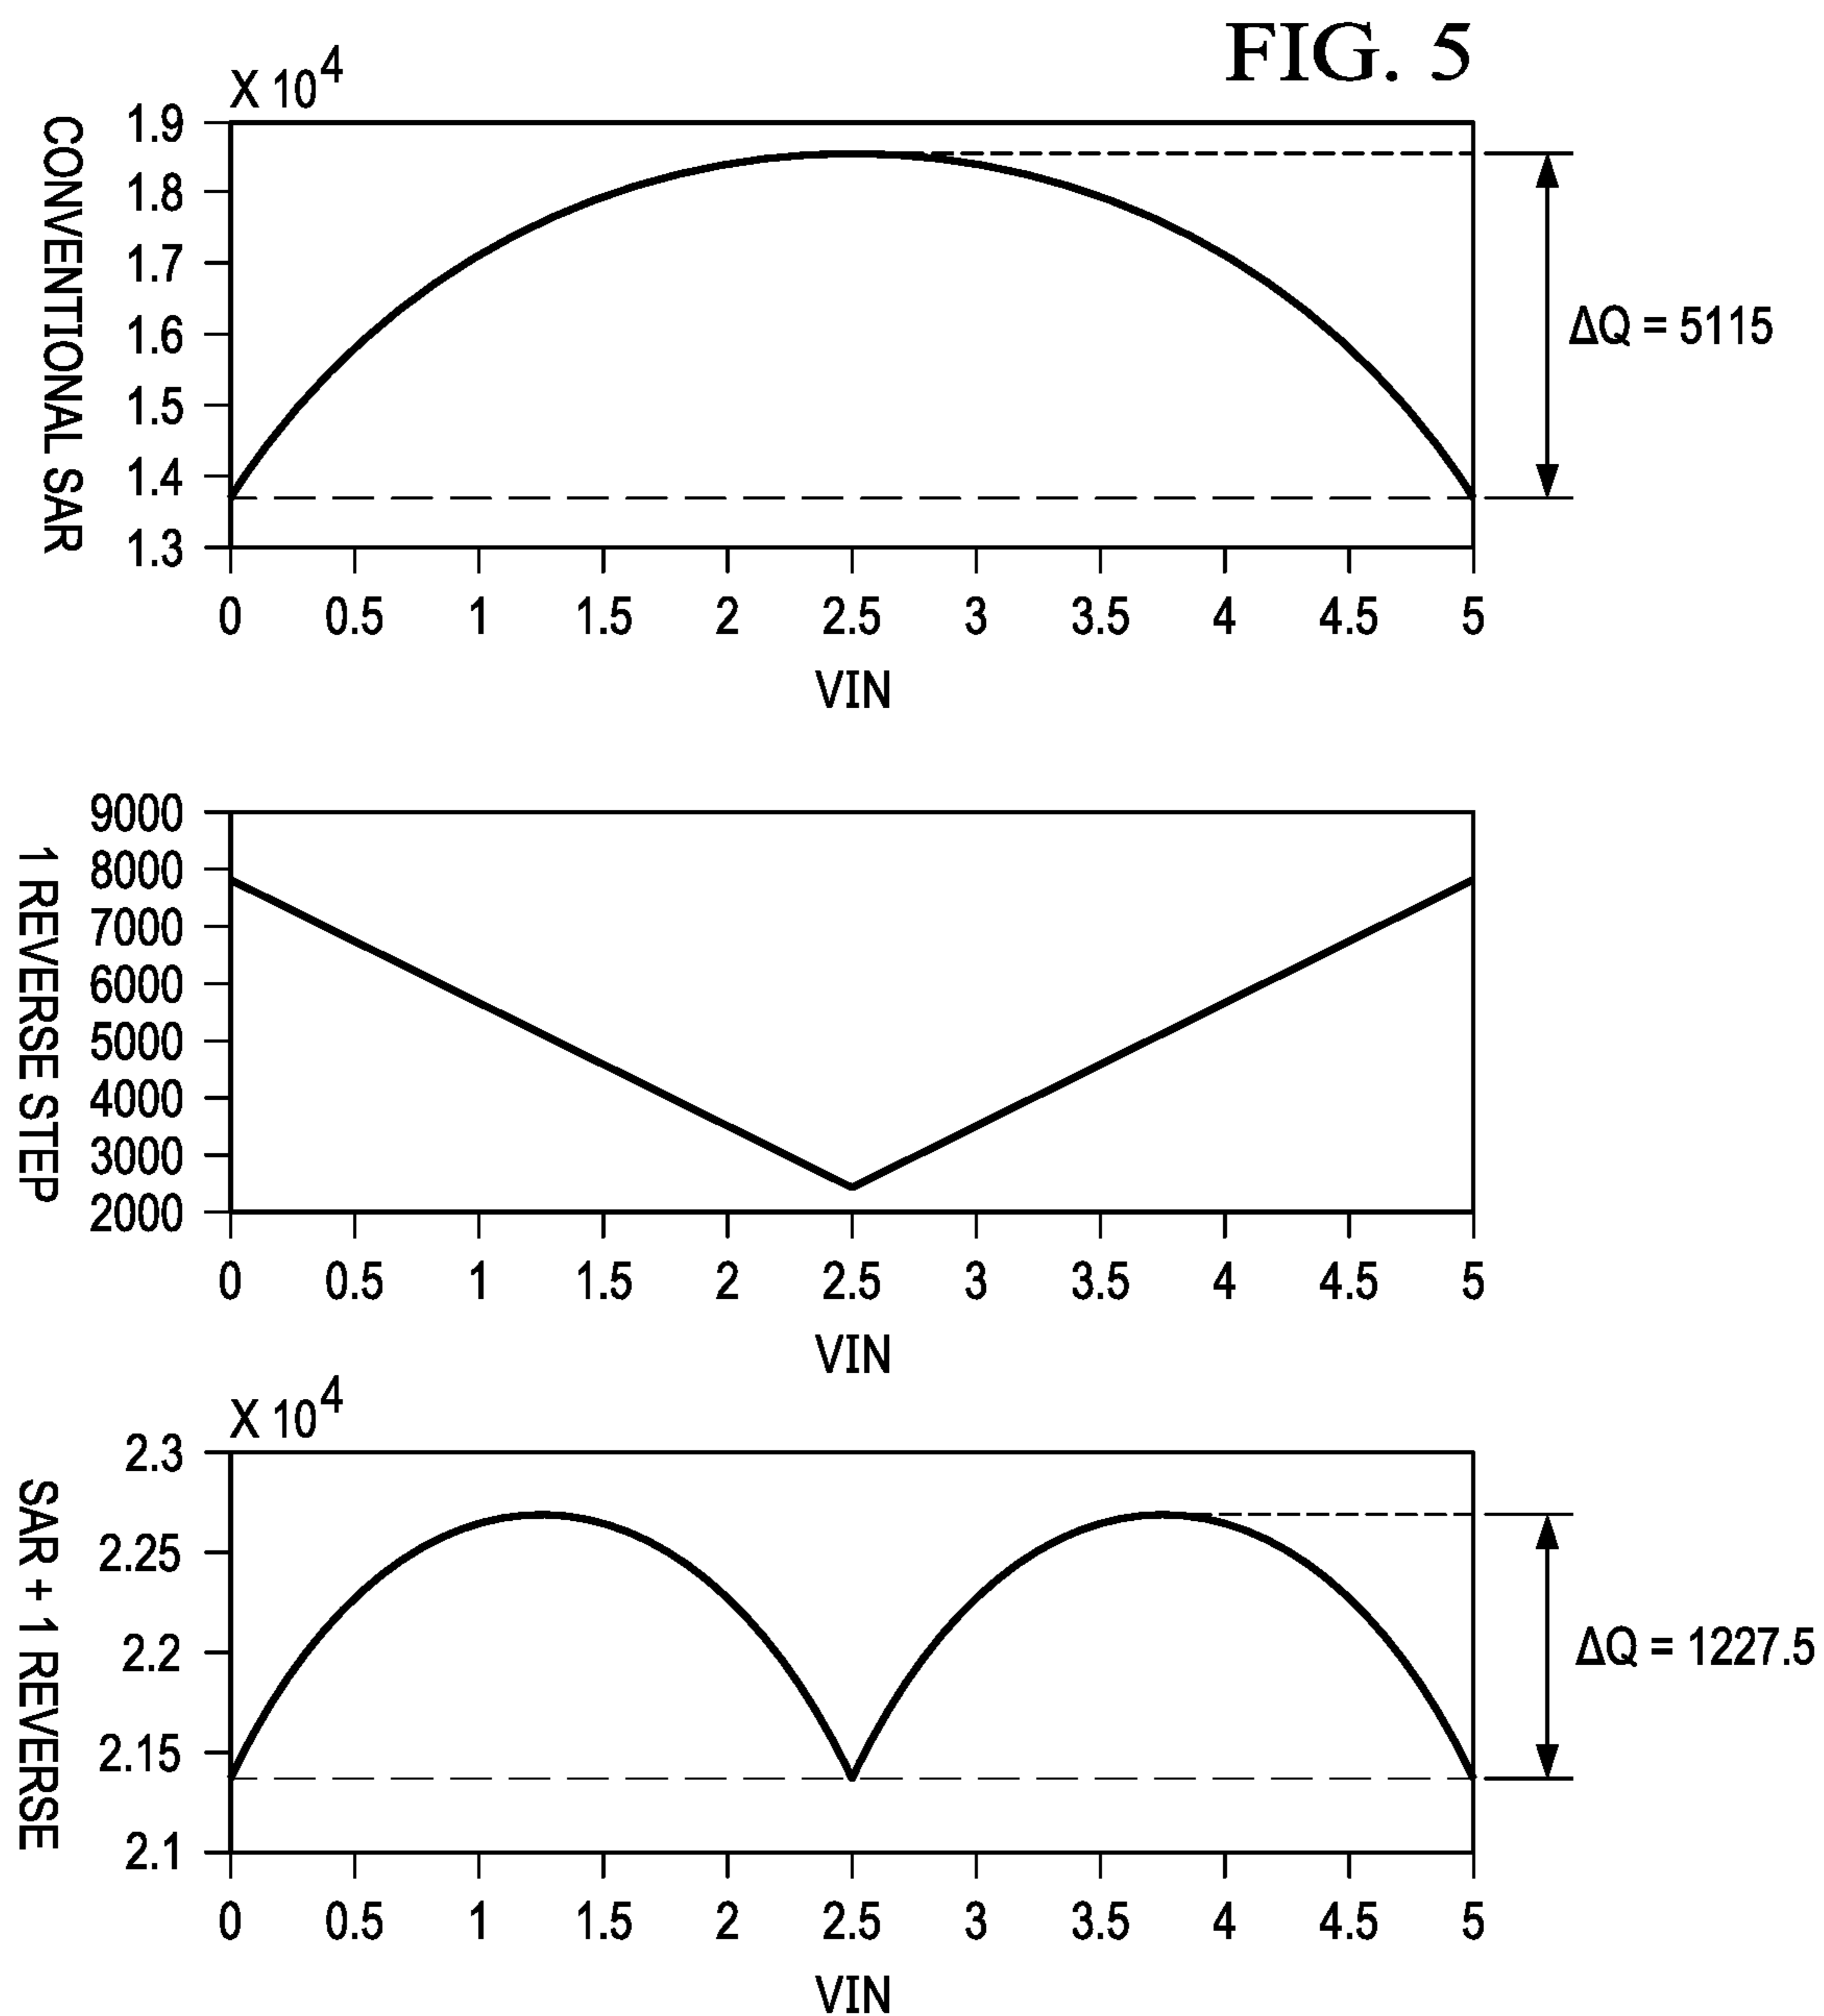 FIG. 5
X 10^4
CONVENTIONAL SAR
1.9
1.8
1.7
1.6
1.5
1.4
1.3
ΔQ = 5115
0 0.5 1 1.5 2 2.5 3 3.5 4 4.5 5
VIN
1 REVERSE STEP
9000
8000
7000
6000
5000
4000
3000
2000
0 0.5 1 1.5 2 2.5 3 3.5 4 4.5 5
VIN
X 10^4
SAR + 1 REVERSE
2.3
2.25
2.2
2.15
2.1
ΔQ = 1227.5
0 0.5 1 1.5 2 2.5 3 3.5 4 4.5 5
VIN